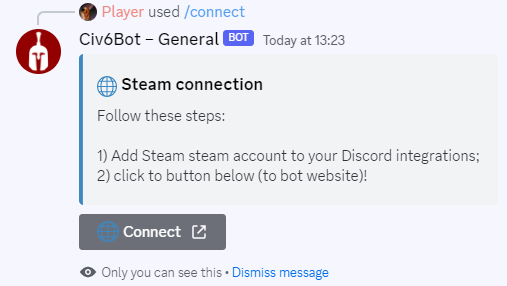 Player used /connect
Civ6Bot – General BOT Today at 13:23
Steam connection
Follow these steps:
1) Add Steam steam account to your Discord integrations;
2) click to button below (to bot website)!
Connect
Only you can see this • Dismiss message